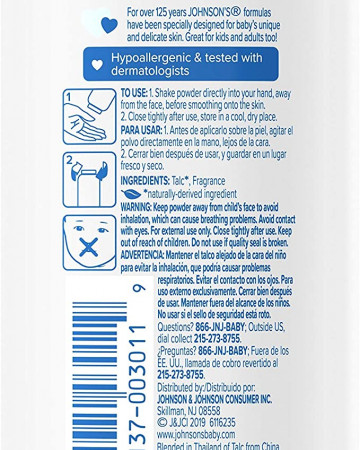 For over 125 years JOHNSON'S® formulas
have been specially designed for baby's unique
and delicate skin. Great for kids and adults too!
Hypoallergenic & tested with
dermatologists
1
TO USE: 1. Shake powder directly into your hand, away
from the face, before smoothing onto the skin.
2. Close tightly after use, store in a cool, dry place.
PARA USAR: 1. Antes de aplicarlo sobre la piel, agitar el
polvo directamente en la mano, lejos de la cara.
2
2. Cerrar bien después de usar, y guardar en un lugar
fresco y seco.
INGREDIENTS: Talc*, Fragrance
*naturally-derived ingredient
WARNING: Keep powder away from child's face to avoid
inhalation, which can cause breathing problems. Avoid contact
with eyes. For external use only. Close tightly after use. Keep
out of reach of children. Do not use if quality seal is broken.
ADVERTENCIA: Mantener el talco alejado de la cara del niño
para evitar la inhalación, que podría causar problemas
respiratorios. Evitar el contacto con los ojos. Para
uso externo exclusivamente. Cerrar bien después
de usar. Mantener fuera del alcance de los niños.
No usar si el sello de seguridad está roto.
Questions? 866-JNJ-BABY; Outside US,
dial collect 215-273-8755.
¿Preguntas? 866-JNJ-BABY; Fuera de los
EE. UU., llamada de cobro revertido al
215-273-8755.
Distributed by/Distribuido por:
JOHNSON & JOHNSON CONSUMER INC.
Skillman, NJ 08558
© J&JCI 2019 6116235
www.johnsonsbaby.com
Blended in Thailand of Talc from China
137-003011 9